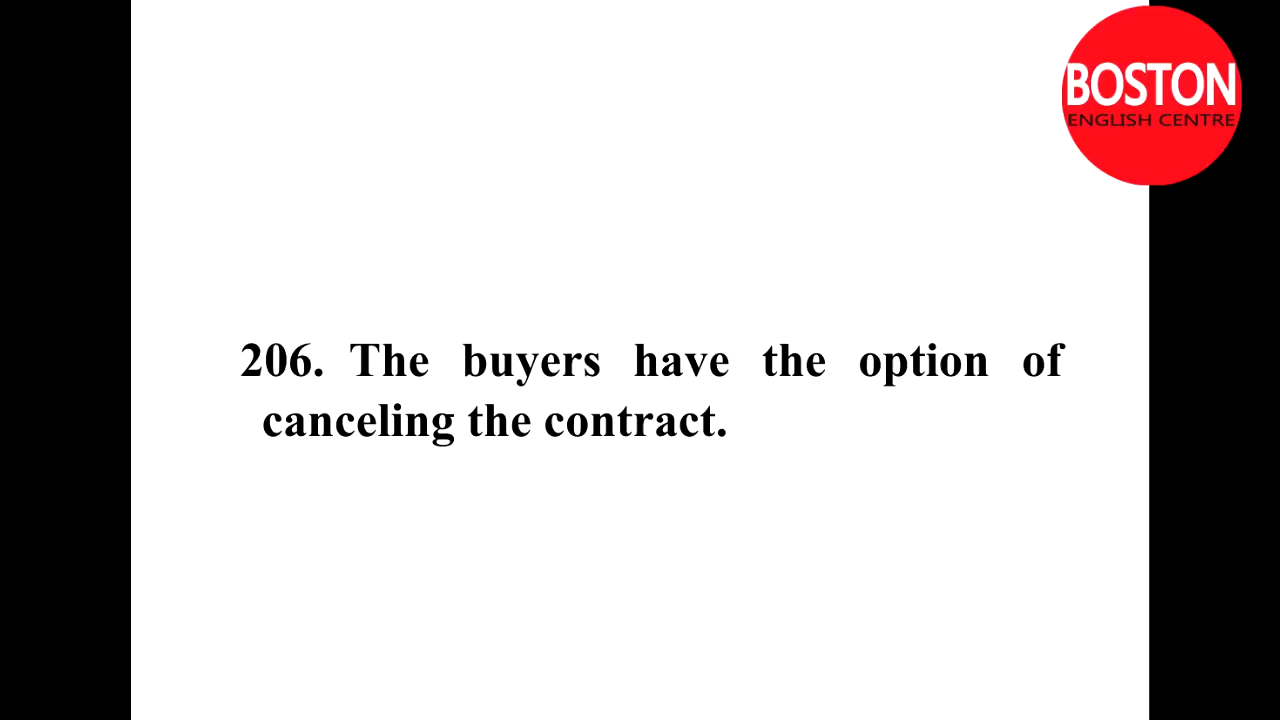 BOSTON
ENGLISH CENTRE
206. The buyers have the option of
canceling the contract.